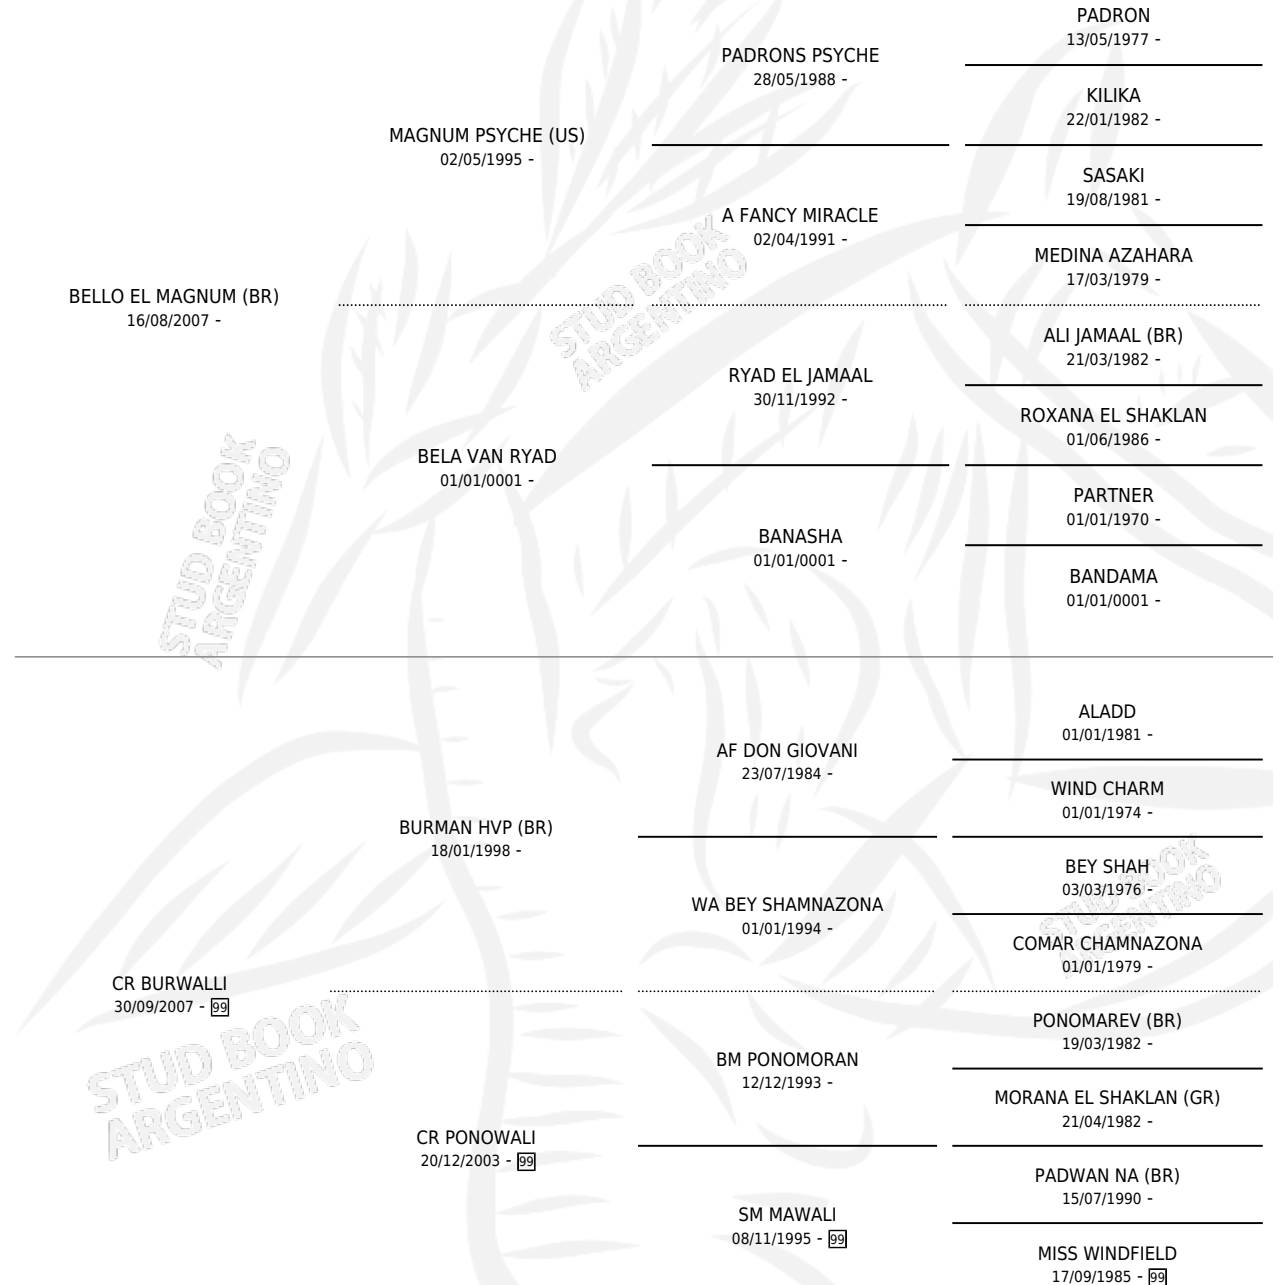 PADRON
13/05/1977 -
PADRONS PSYCHE
28/05/1988 -
KILIKA
22/01/1982 -
MAGNUM PSYCHE (US)
02/05/1995 -
SASAKI
19/08/1981 -
A FANCY MIRACLE
02/04/1991 -
MEDINA AZAHARA
17/03/1979 -
BELLO EL MAGNUM (BR)
16/08/2007 -
ALI JAMAAL (BR)
21/03/1982 -
RYAD EL JAMAAL
30/11/1992 -
ROXANA EL SHAKLAN
01/06/1986 -
BELA VAN RYAD
01/01/0001 -
PARTNER
01/01/1970 -
BANASHA
01/01/0001 -
BANDAMA
01/01/0001 -
STUD BOOK
ARGENTINO
STUD BOOK
ARGENTINO
ALADD
01/01/1981 -
AF DON GIOVANI
23/07/1984 -
WIND CHARM
01/01/1974 -
BURMAN HVP (BR)
18/01/1998 -
BEY SHAH
03/03/1976 -
WA BEY SHAMNAZONA
01/01/1994 -
COMAR CHAMNAZONA
01/01/1979 -
CR BURWALLI
30/09/2007 - 99
PONOMAREV (BR)
19/03/1982 -
BM PONOMORAN
12/12/1993 -
MORANA EL SHAKLAN (GR)
21/04/1982 -
CR PONOWALI
20/12/2003 - 99
PADWAN NA (BR)
15/07/1990 -
SM MAWALI
08/11/1995 - 99
MISS WINDFIELD
17/09/1985 - 99
STUD BOOK
ARGENTINO
STUD BOOK
ARGENTINO